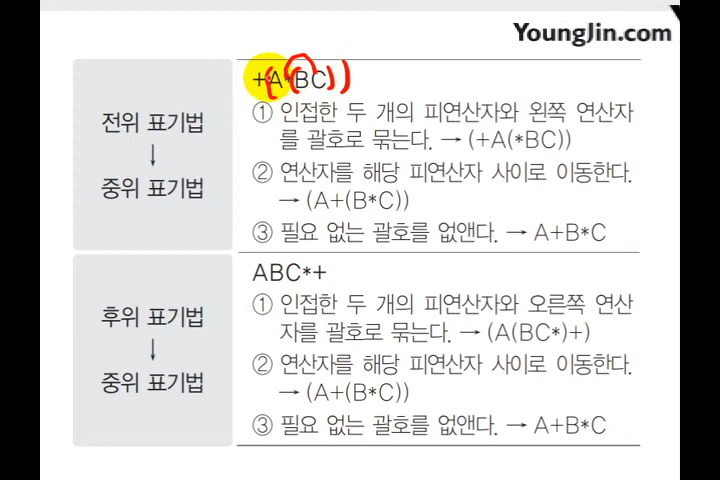 YoungJin.com
전위 표기법
↓
중위 표기법
+A*BC
① 인접한 두 개의 피연산자와 왼쪽 연산자
를 괄호로 묶는다. → (+A(*BC))
② 연산자를 해당 피연산자 사이로 이동한다.
→ (A+(B*C))
③ 필요 없는 괄호를 없앤다. → A+B*C
후위 표기법
↓
중위 표기법
ABC*+
① 인접한 두 개의 피연산자와 오른쪽 연산
자를 괄호로 묶는다. → (A(BC*)+)
② 연산자를 해당 피연산자 사이로 이동한다.
→ (A+(B*C))
③ 필요 없는 괄호를 없앤다. → A+B*C